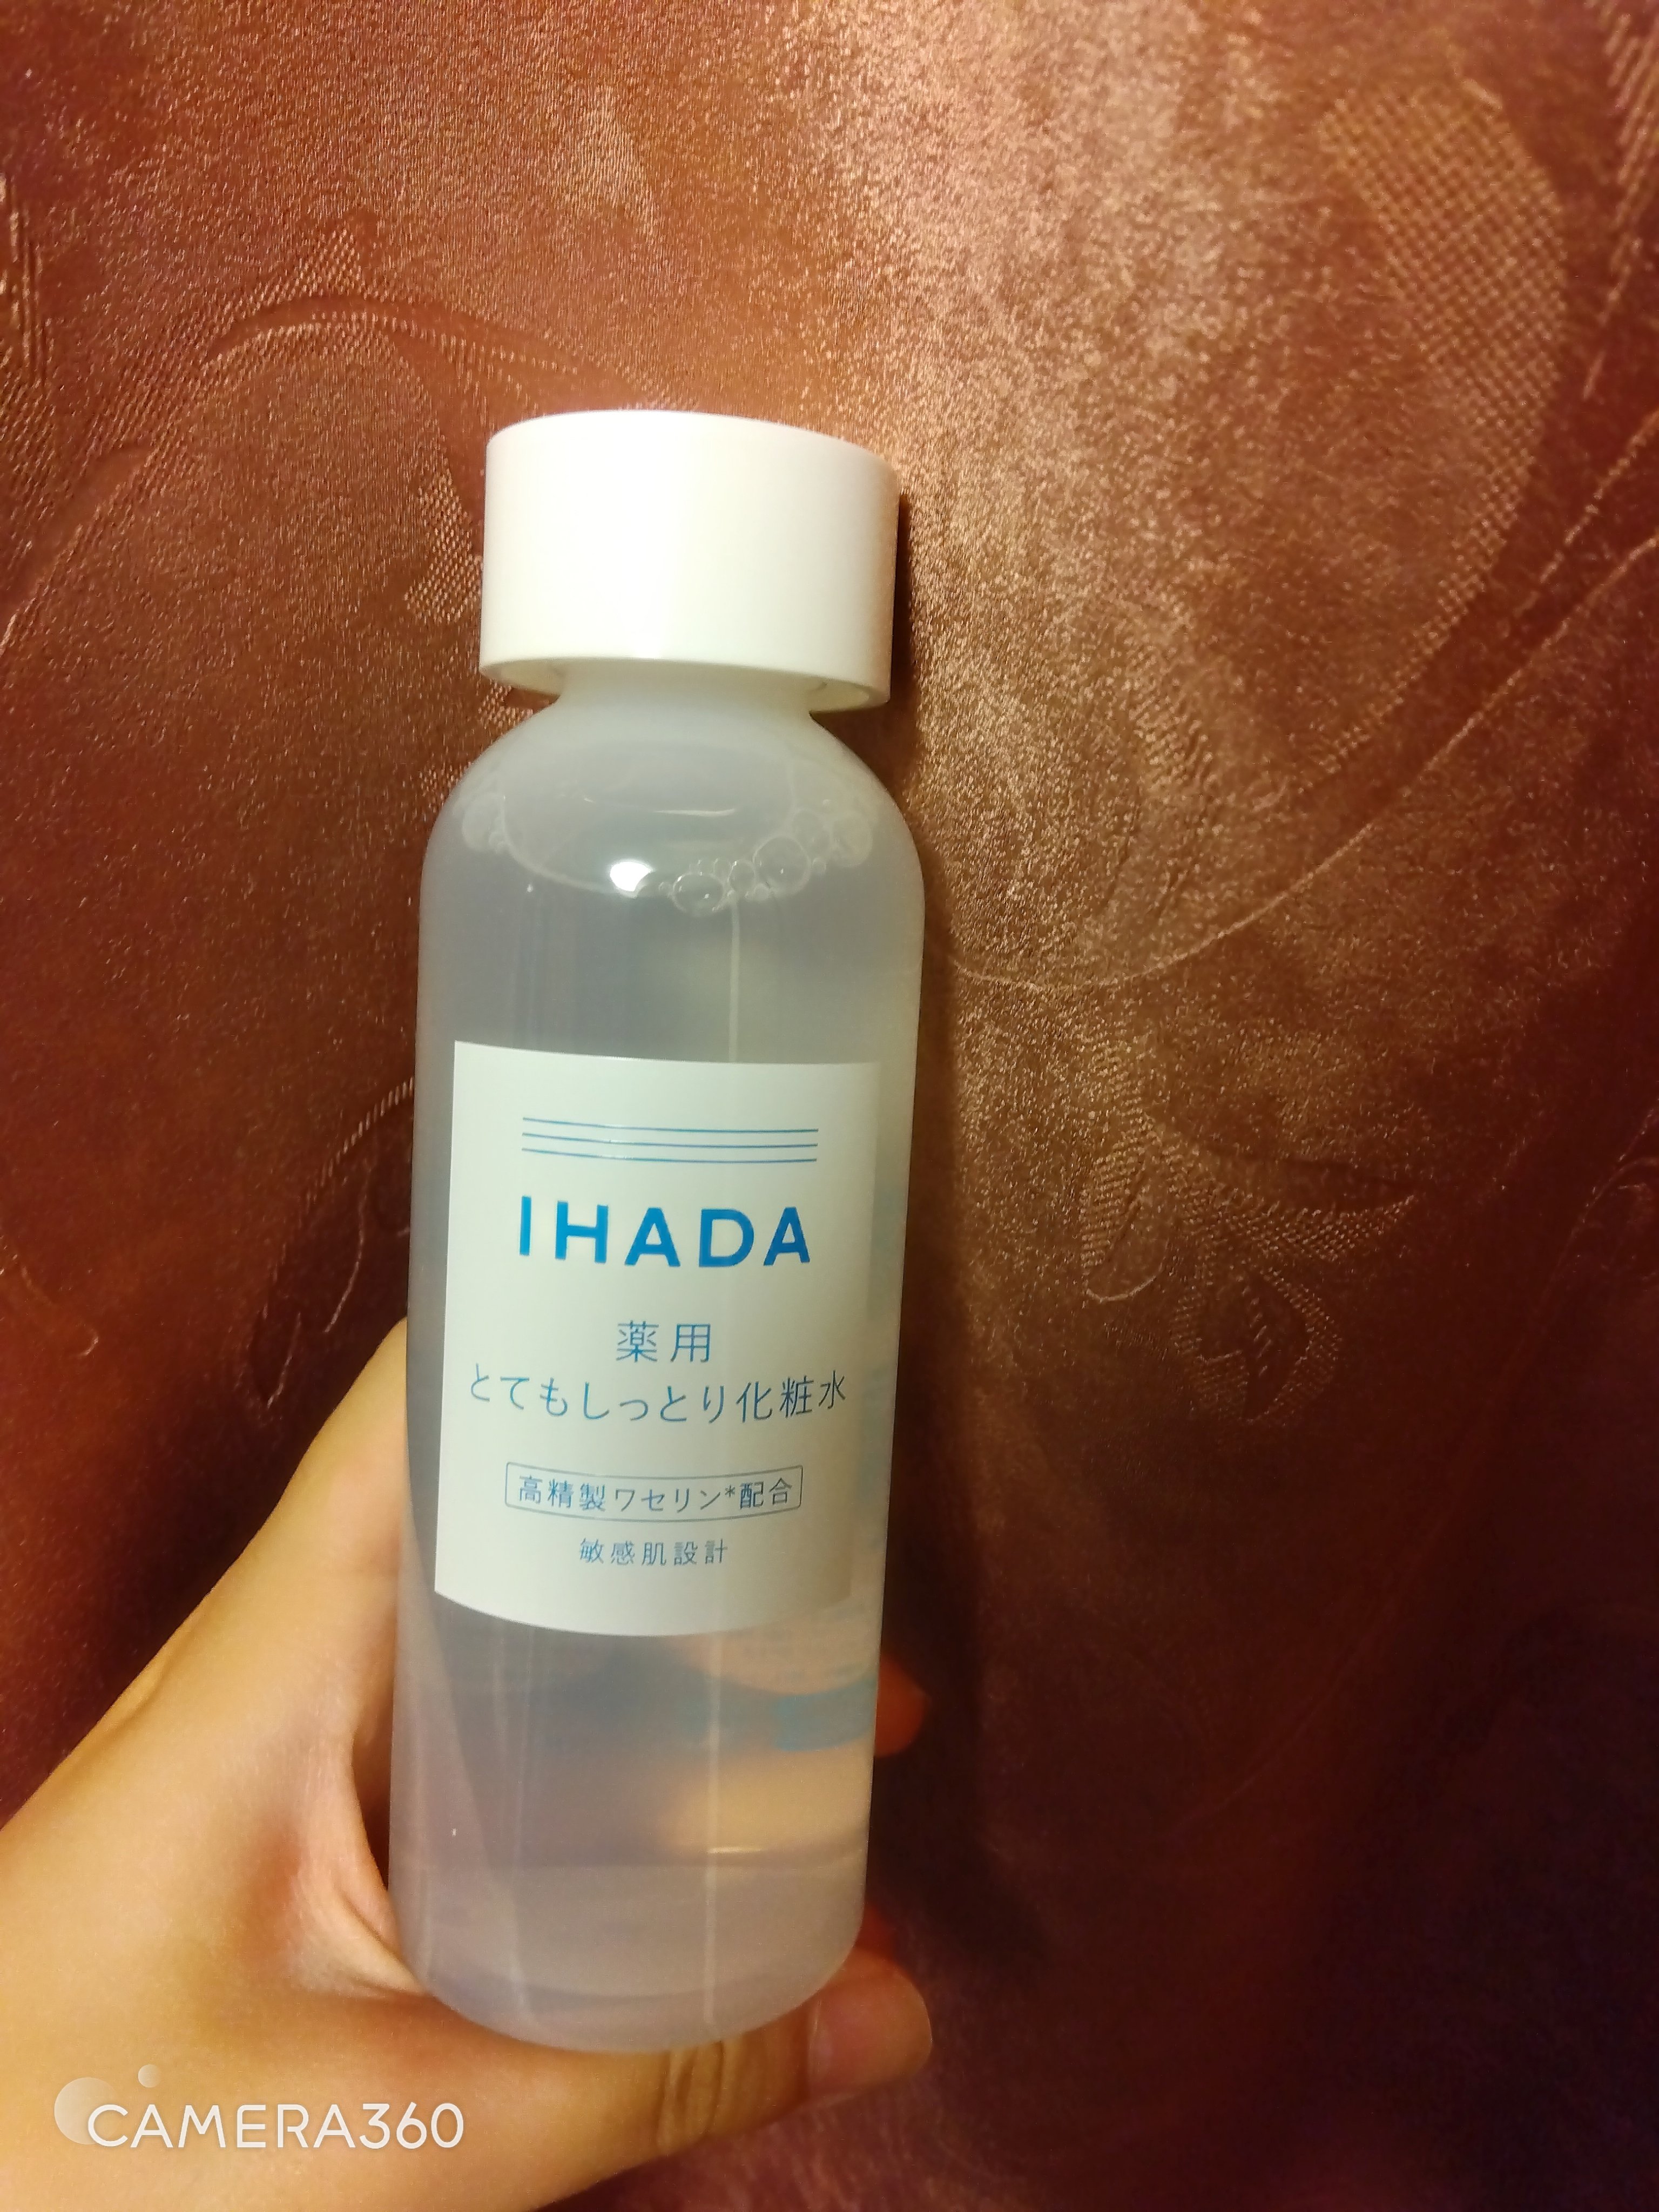 IHADA
薬用
とてもしっとり化粧水
高精製ワセリン*配合
敏感肌設計
CAMERA360